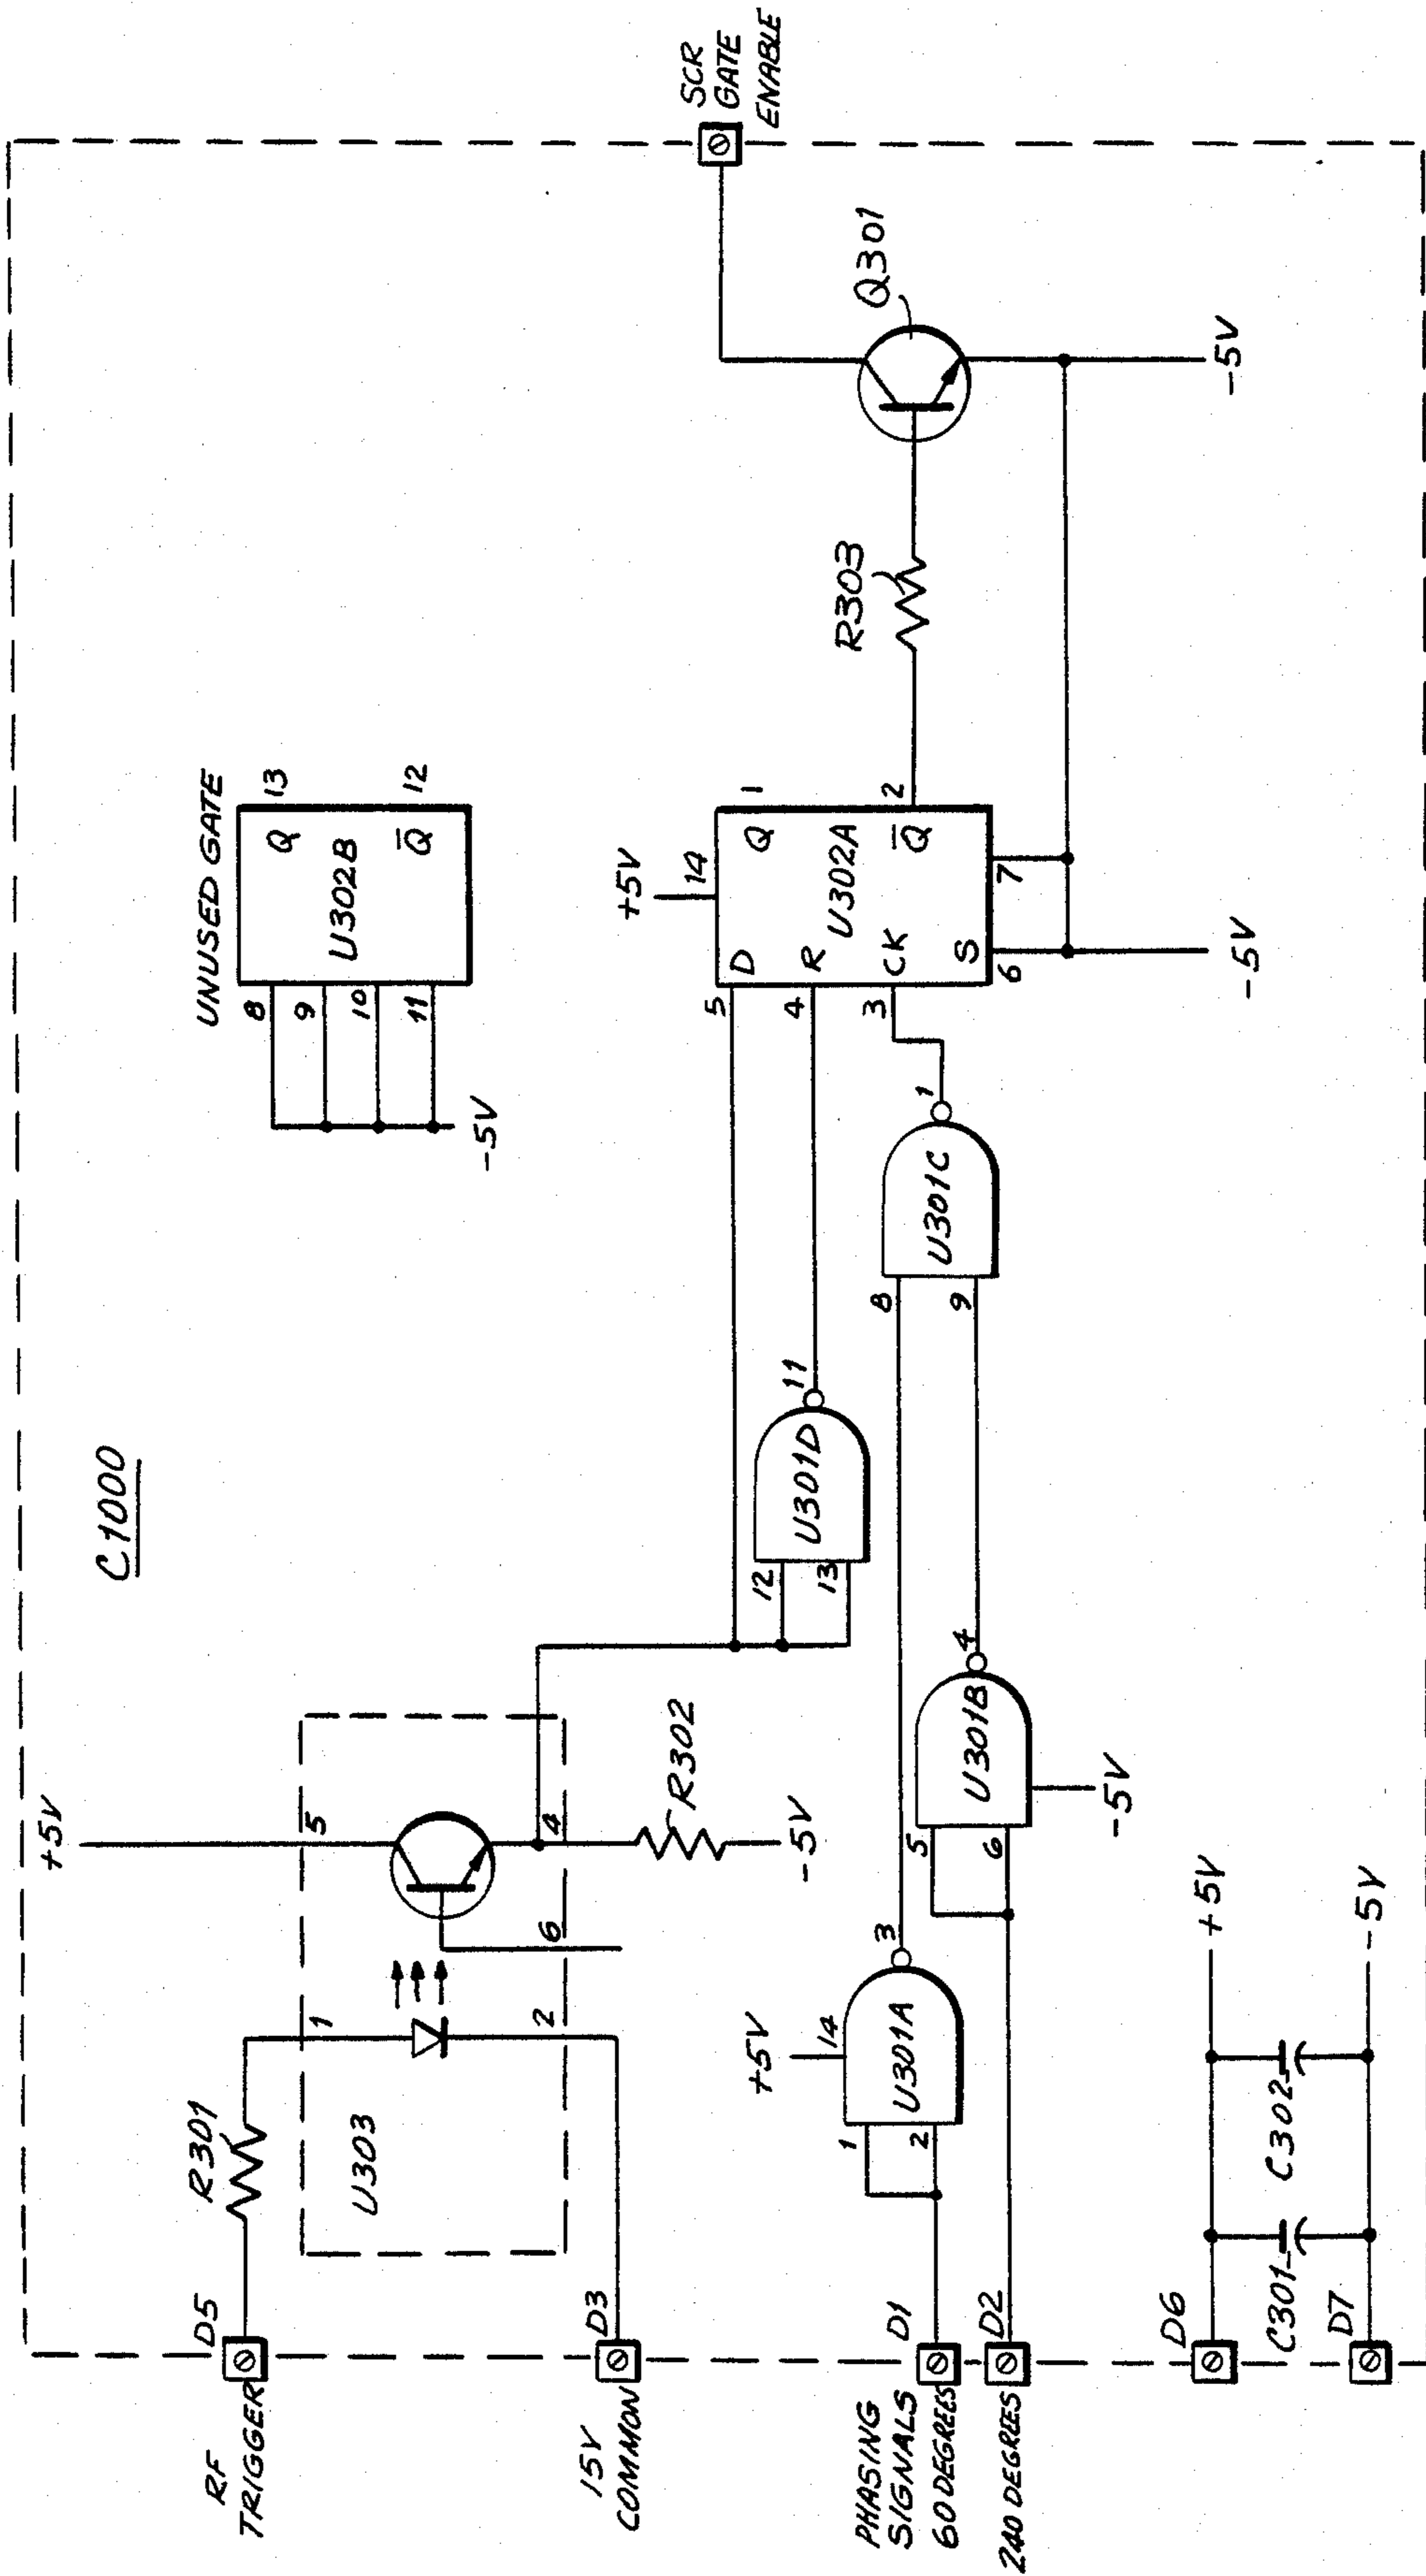 C1000
RF
TRIGGER
D5
R301
U303
1
2
5
4
6
+5V
R302
-5V
15V
COMMON
D3
UNUSED GATE
8
9
10
11
Q
13
U302B
Q̅
12
-5V
12
13
U301D
11
+5V
14
5
D
Q
1
4
R
U302A
3
CK
Q̅
2
S
6
7
-5V
R303
Q301
-5V
SCR
GATE
ENABLE
PHASING
SIGNALS
60 DEGREES
D1
240 DEGREES
D2
+5V
14
1
2
U301A
3
5
6
U301B
4
-5V
8
9
U301C
1
D6
+5V
C301
C302
D7
-5V